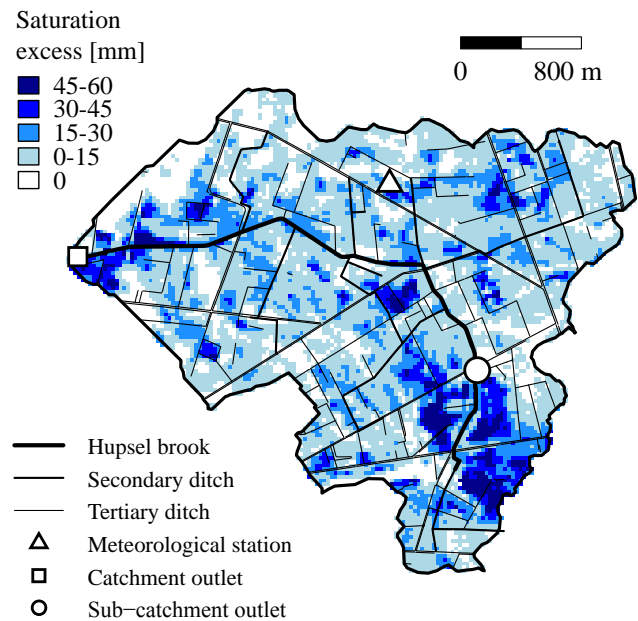 Saturation
excess [mm]
45-60
30-45
15-30
0-15
0
0 800 m
Hupsel brook
Secondary ditch
Tertiary ditch
Meteorological station
Catchment outlet
Sub−catchment outlet